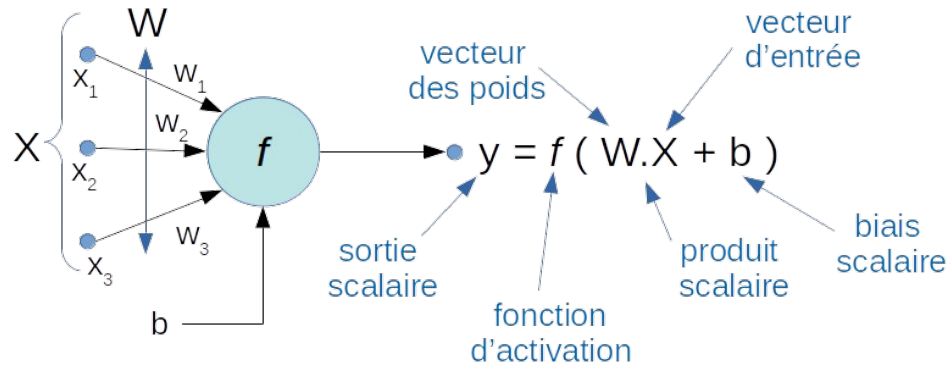 W
X
x1
x2
x3
w1
w2
w3
f
b
vecteur
des poids
vecteur
d'entrée
y = f ( W.X + b )
sortie
scalaire
fonction
d'activation
produit
scalaire
biais
scalaire